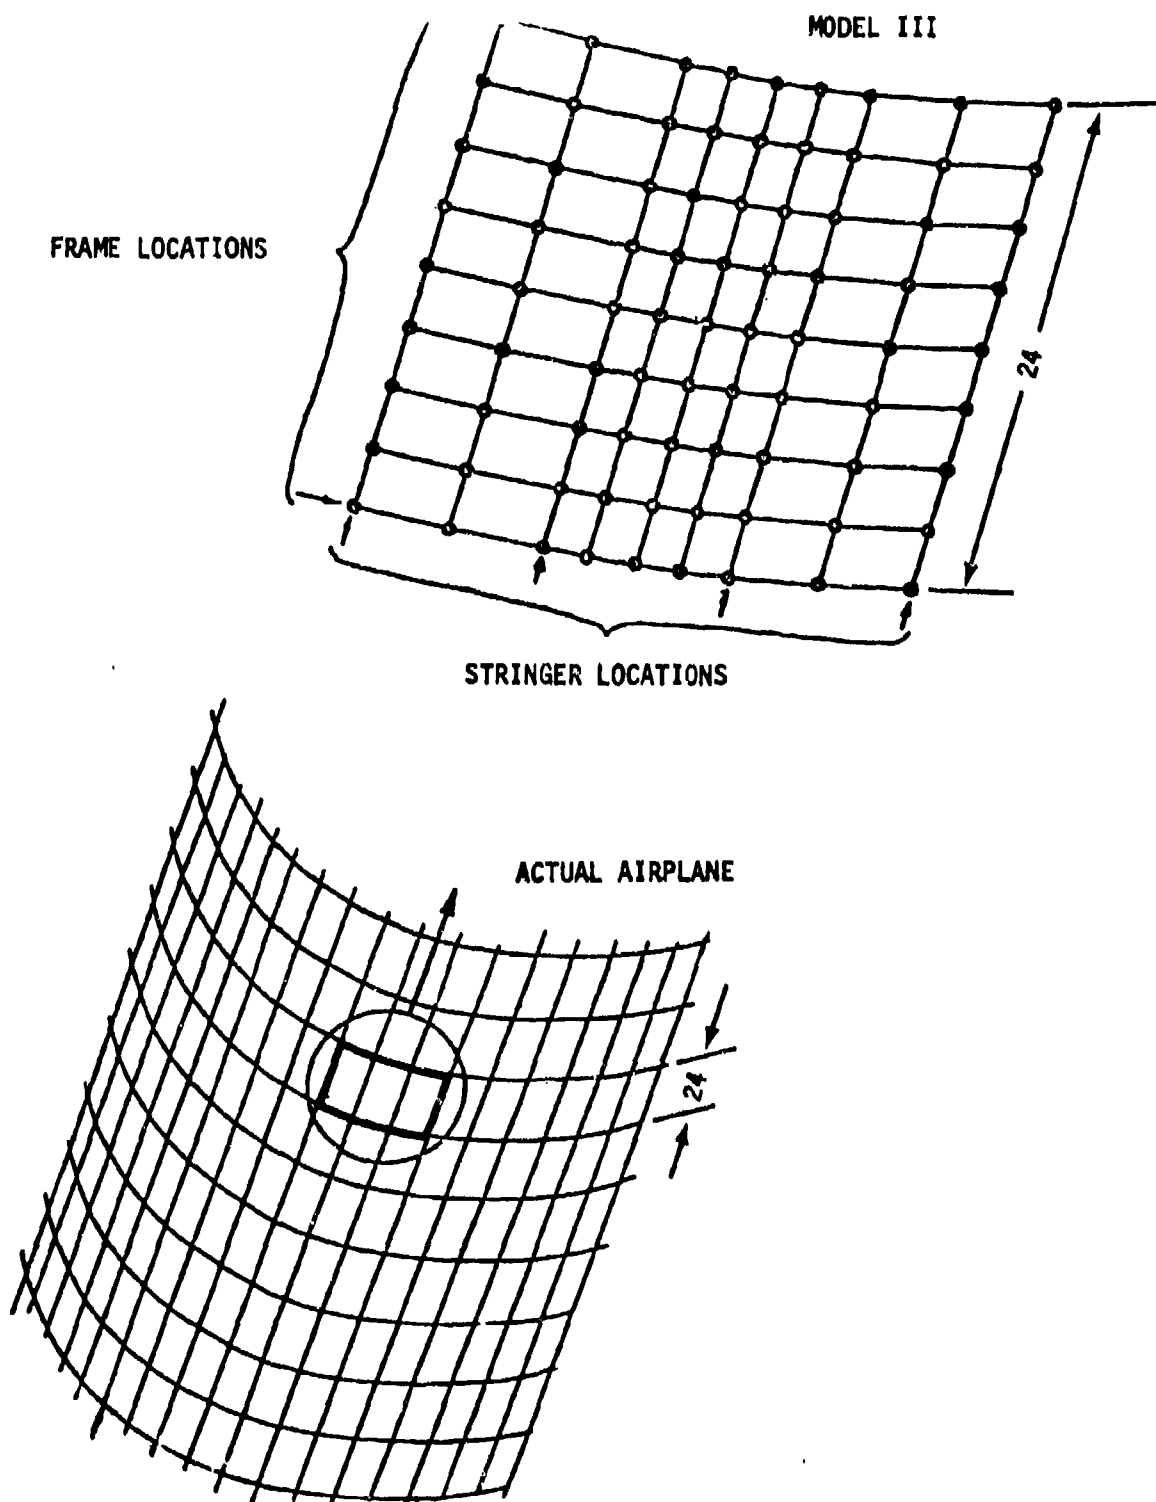 MODEL III
FRAME LOCATIONS
24
STRINGER LOCATIONS
ACTUAL AIRPLANE
24